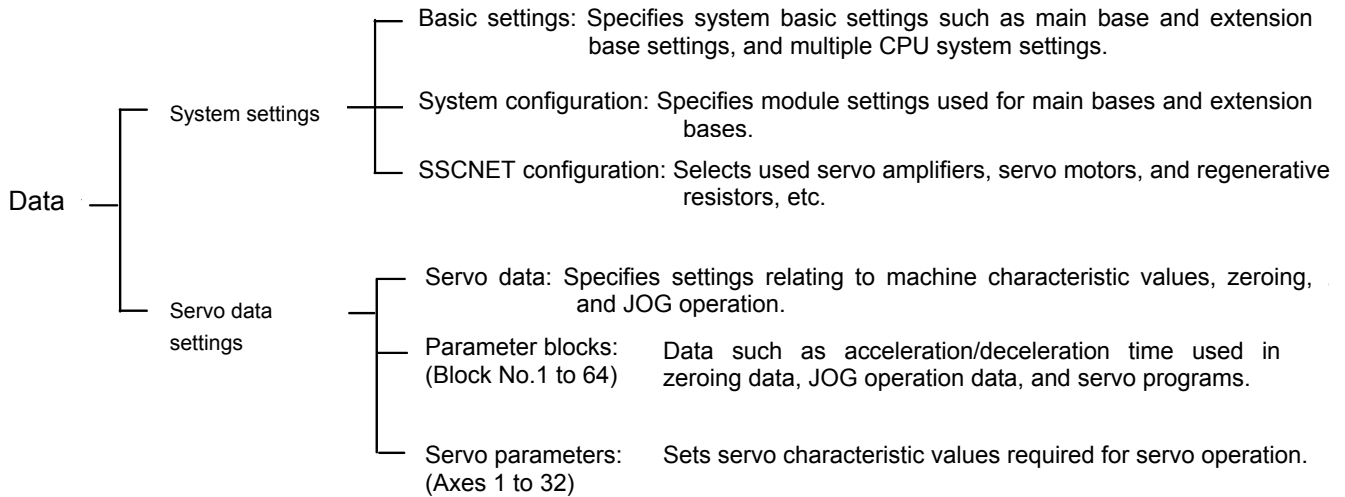 Data
System settings
Basic settings: Specifies system basic settings such as main base and extension
base settings, and multiple CPU system settings.
System configuration: Specifies module settings used for main bases and extension
bases.
SSCNET configuration: Selects used servo amplifiers, servo motors, and regenerative
resistors, etc.
Servo data
settings
Servo data: Specifies settings relating to machine characteristic values, zeroing,
and JOG operation.
Parameter blocks: Data such as acceleration/deceleration time used in
(Block No.1 to 64) zeroing data, JOG operation data, and servo programs.
Servo parameters: Sets servo characteristic values required for servo operation.
(Axes 1 to 32)